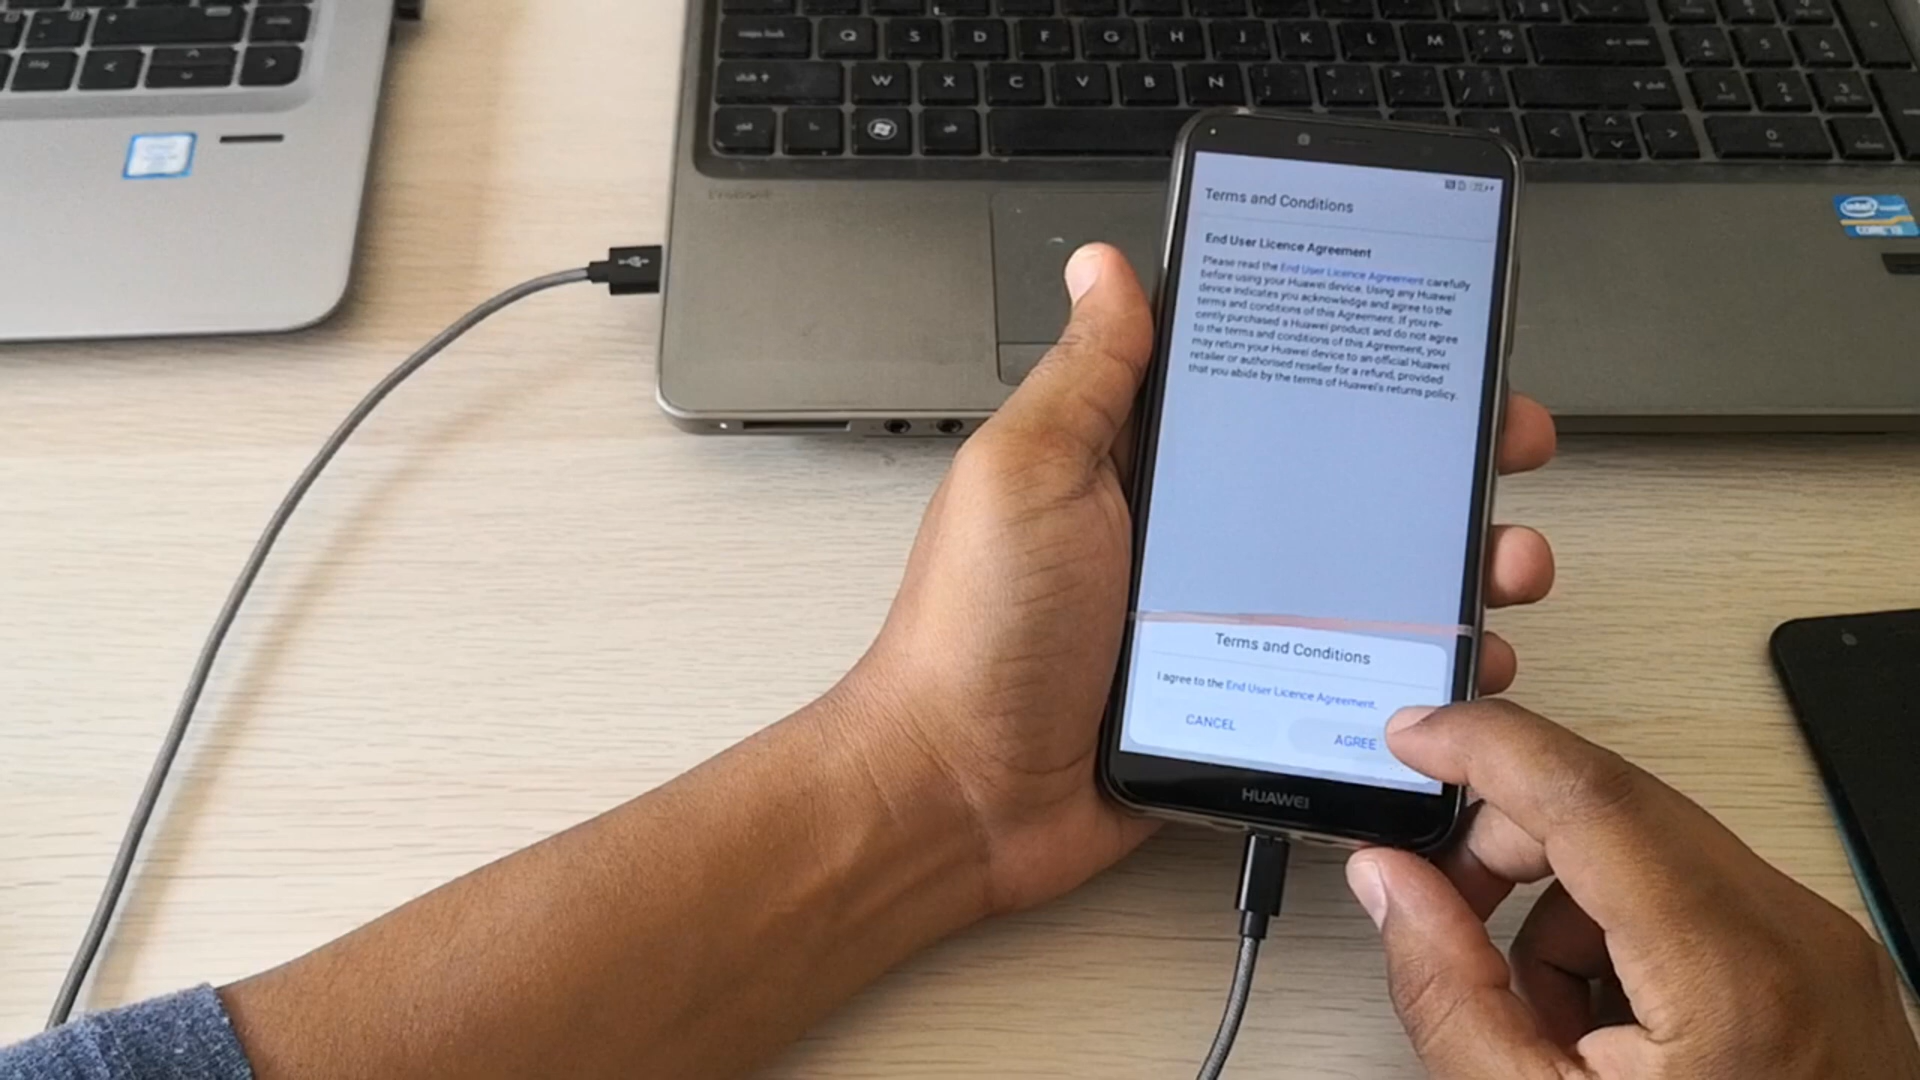 Q S D F G H J K L M
W X C V B N
intel
CORE i3
Terms and Conditions
End User Licence Agreement
Please read the End User Licence Agreement carefully
before using your Huawei device. Using any Huawei
device indicates you acknowledge and agree to the
terms and conditions of this Agreement. If you re-
cently purchased a Huawei product and do not agree
to the terms and conditions of this Agreement, you
may return your Huawei device to an official Huawei
retailer or authorised reseller for a refund, provided
that you abide by the terms of Huawei's returns policy.
Terms and Conditions
I agree to the End User Licence Agreement.
CANCEL
AGREE
HUAWEI